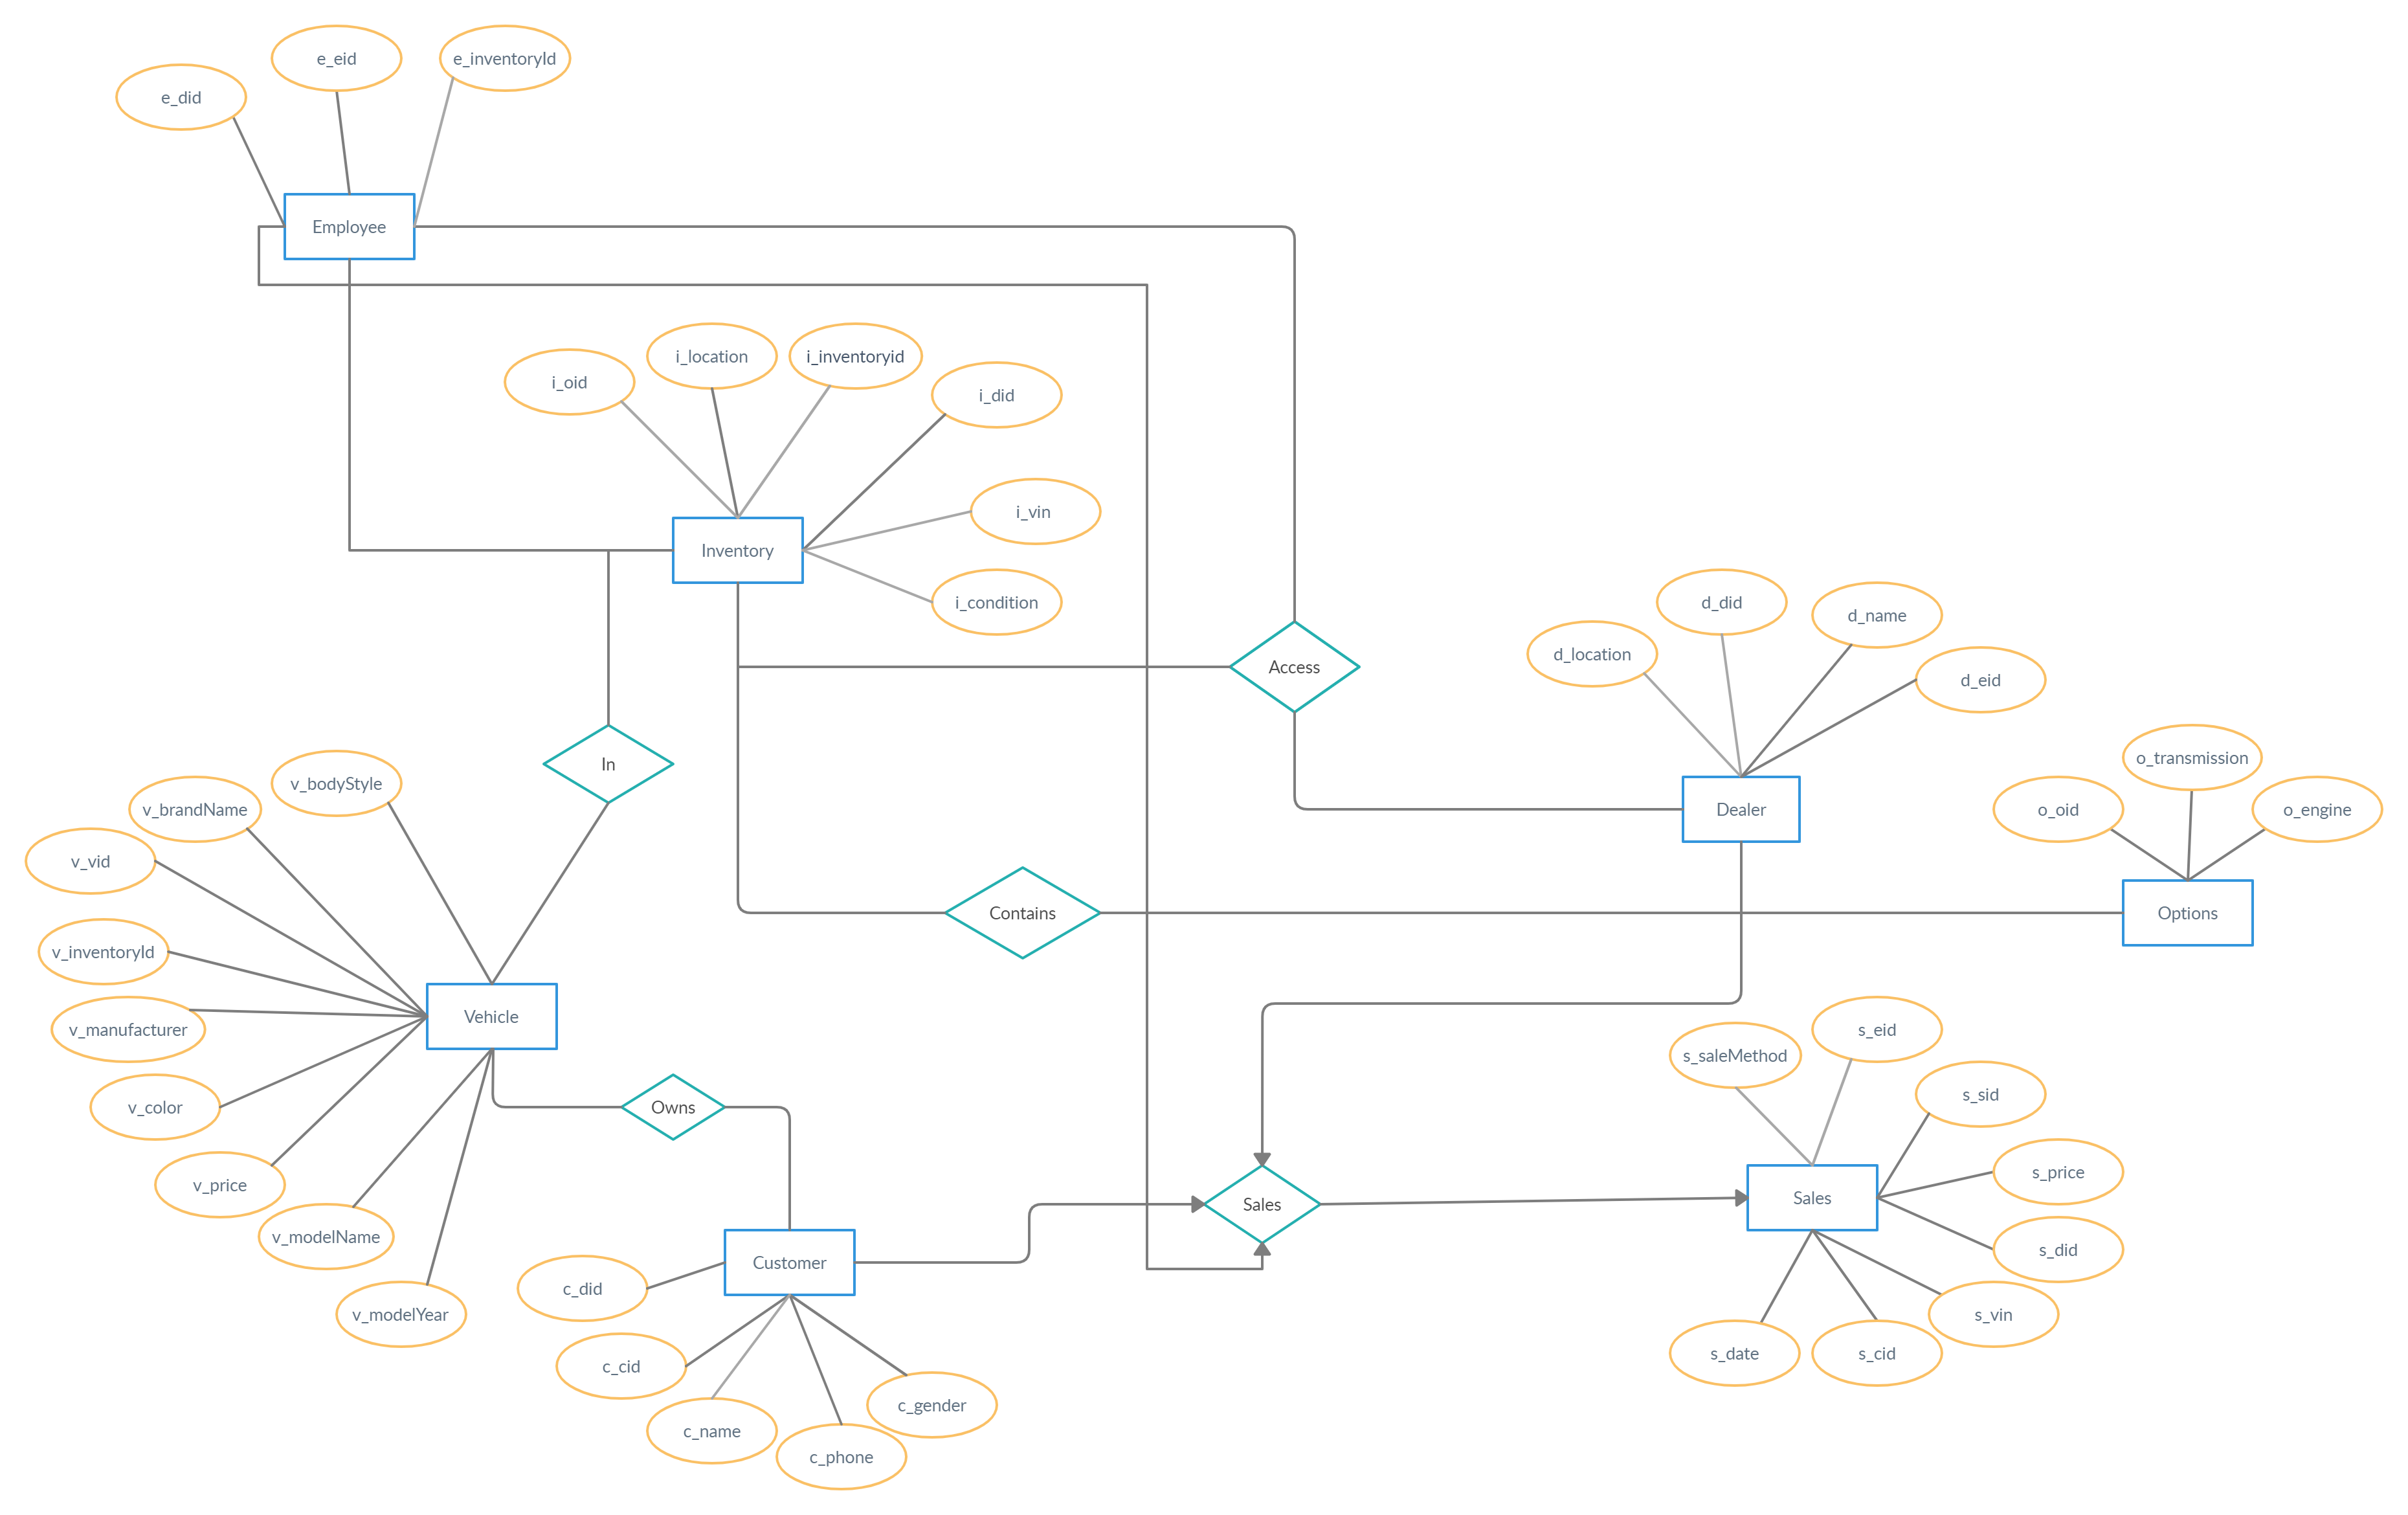 e_eid
e_inventoryId
e_did
Employee
i_location
i_inventoryid
i_oid
i_did
i_vin
Inventory
i_condition
d_did
d_name
d_location
Access
d_eid
o_transmission
In
v_bodyStyle
v_brandName
Dealer
o_oid
o_engine
v_vid
Contains
Options
v_inventoryId
Vehicle
v_manufacturer
s_eid
s_saleMethod
s_sid
v_color
Owns
s_price
v_price
Sales
Sales
v_modelName
s_did
Customer
c_did
v_modelYear
s_vin
s_date
s_cid
c_cid
c_gender
c_name
c_phone